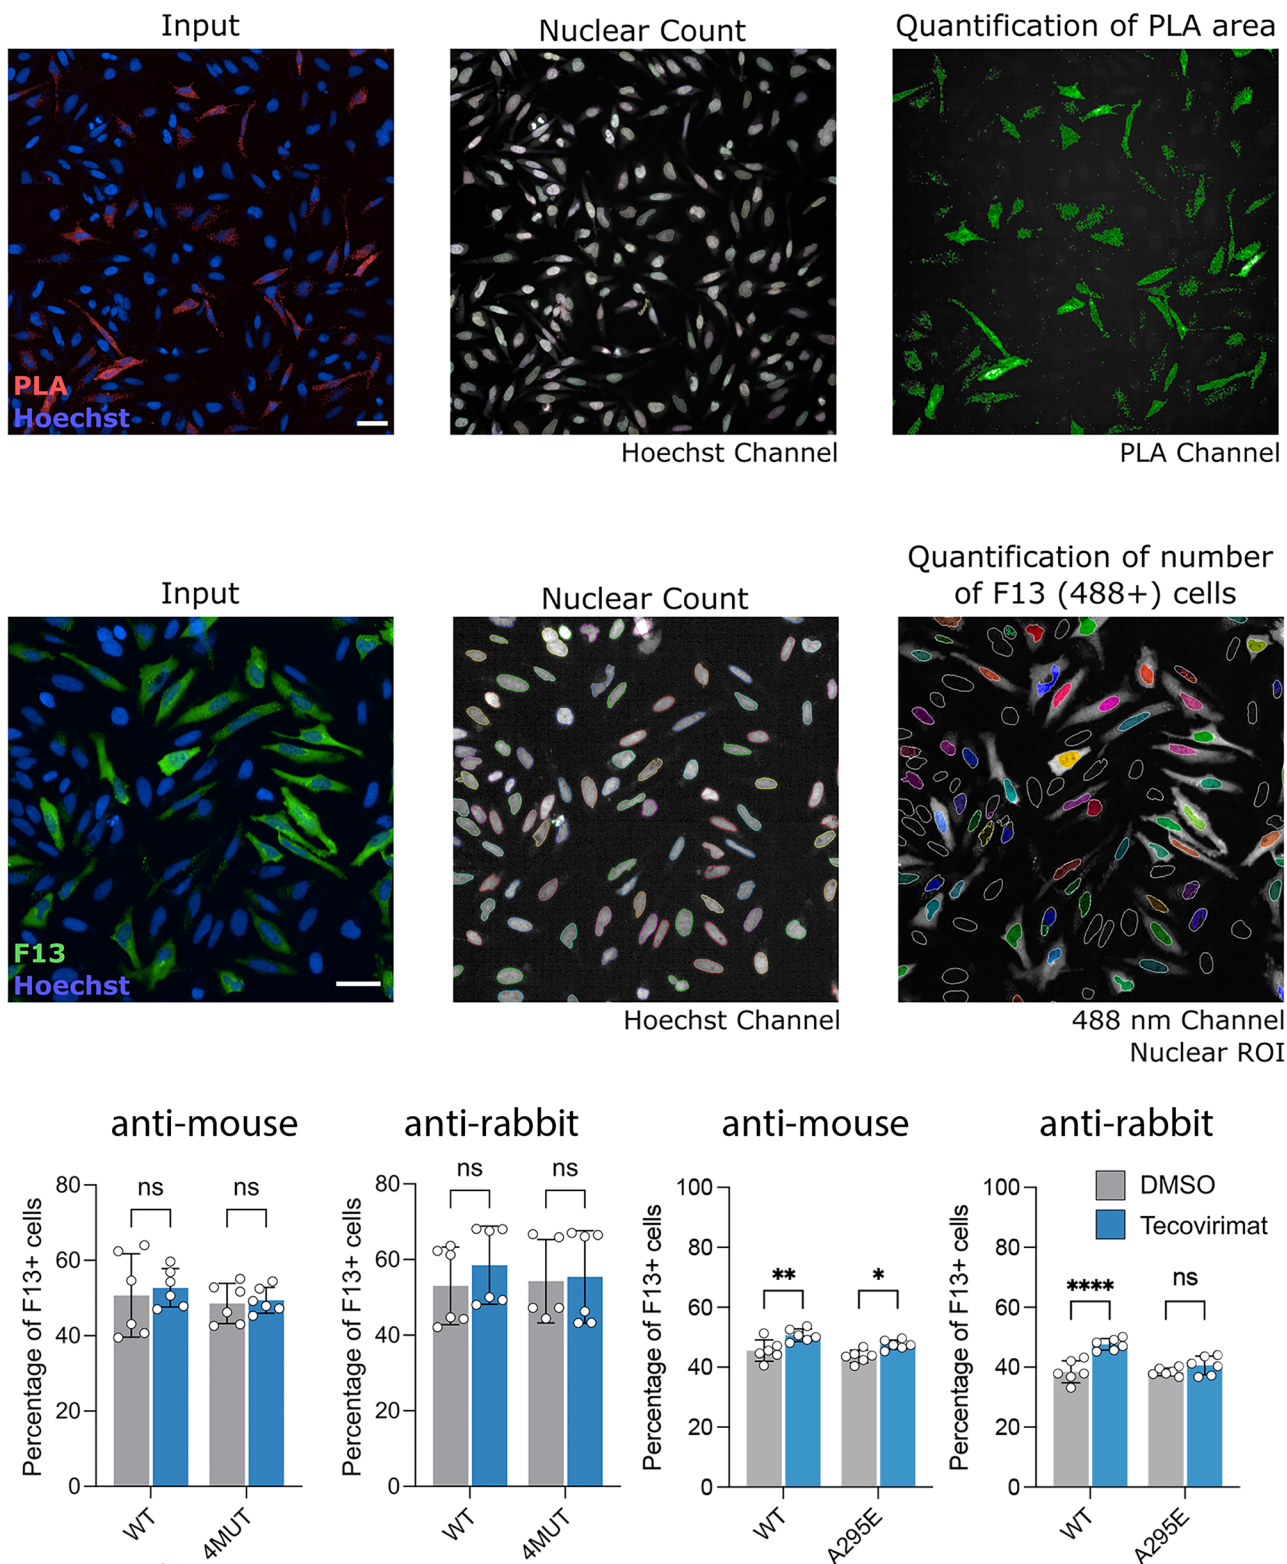 Input
Nuclear Count
Quantification of PLA area
PLA
Hoechst
Hoechst Channel
PLA Channel
Input
Nuclear Count
Quantification of number
of F13 (488+) cells
F13
Hoechst
Hoechst Channel
488 nm Channel
Nuclear ROI
anti-mouse
Percentage of F13+ cells
80
60
40
20
0
ns
ns
WT
4MUT
anti-rabbit
Percentage of F13+ cells
80
60
40
20
0
ns
ns
WT
4MUT
anti-mouse
Percentage of F13+ cells
100
80
60
40
20
0
**
*
WT
A295E
anti-rabbit
Percentage of F13+ cells
100
80
60
40
20
0
****
ns
WT
A295E
DMSO
Tecovirimat